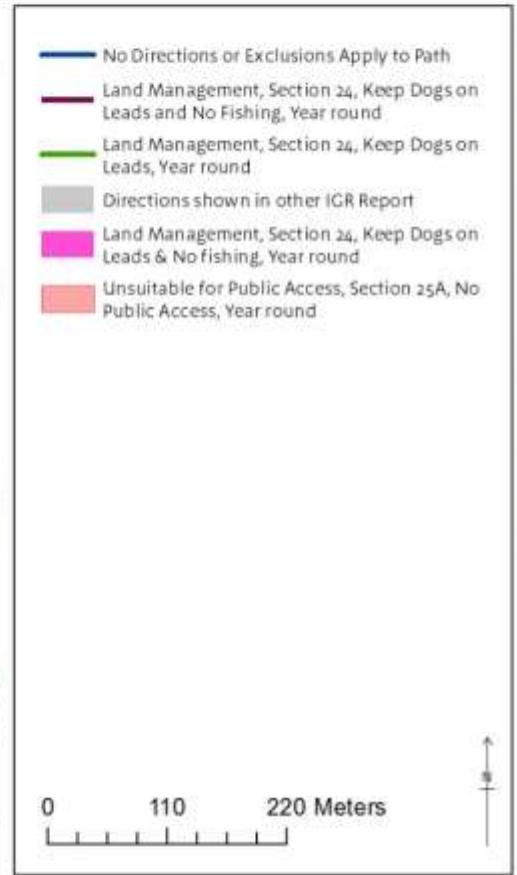 No Directions or Exclusions Apply to Path
Land Management, Section 24, Keep Dogs on
Leads and No Fishing, Year round
Land Management, Section 24, Keep Dogs on
Leads, Year round
Directions shown in other IGR Report
Land Management, Section 24, Keep Dogs on
Leads & No fishing, Year round
Unsuitable for Public Access, Section 25A, No
Public Access, Year round
N
0 110 220 Meters